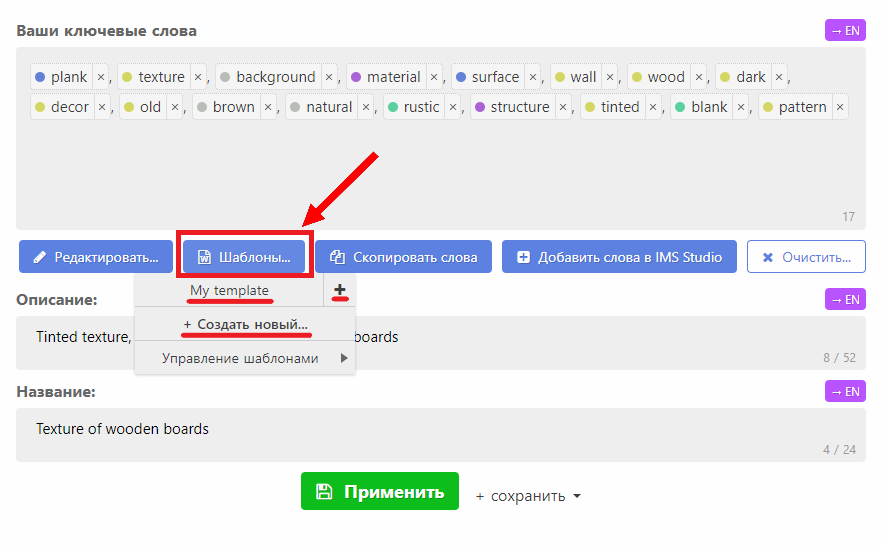 Ваши ключевые слова → EN
plank ×, texture ×, background ×, material ×, surface ×, wall ×, wood ×, dark ×,
decor ×, old ×, brown ×, natural ×, rustic ×, structure ×, tinted ×, blank ×, pattern ×
17
Редактировать... Шаблоны... Скопировать слова Добавить слова в IMS Studio Очистить...
My template +
Описание: → EN
+ Создать новый...
Tinted texture, boards
Управление шаблонами
8 / 52
Название: → EN
Texture of wooden boards
4 / 24
Применить + сохранить